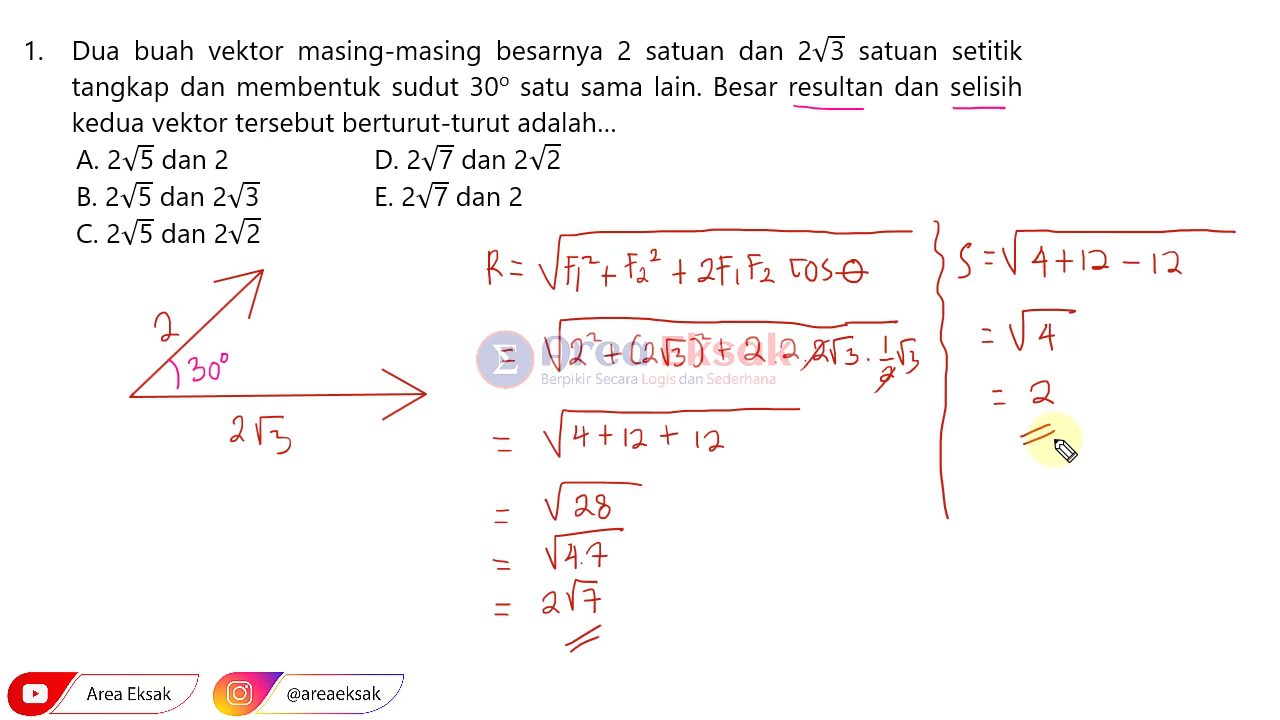 1. Dua buah vektor masing-masing besarnya 2 satuan dan 2√3 satuan setitik
tangkap dan membentuk sudut 30° satu sama lain. Besar resultan dan selisih
kedua vektor tersebut berturut-turut adalah...
A. 2√5 dan 2
B. 2√5 dan 2√3
C. 2√5 dan 2√2
D. 2√7 dan 2√2
E. 2√7 dan 2
2
30°
2√3
R = √(F₁² + F₂² + 2F₁F₂ cos θ)
= √(2² + (2√3)² + 2.2.2√3 . 1/2√3)
= √(4 + 12 + 12)
= √28
= √4.7
= 2√7
S = √(4 + 12 − 12)
= √4
= 2
Area Eksak
Berpikir Secara Logis dan Sederhana
Area Eksak
@areaeksak